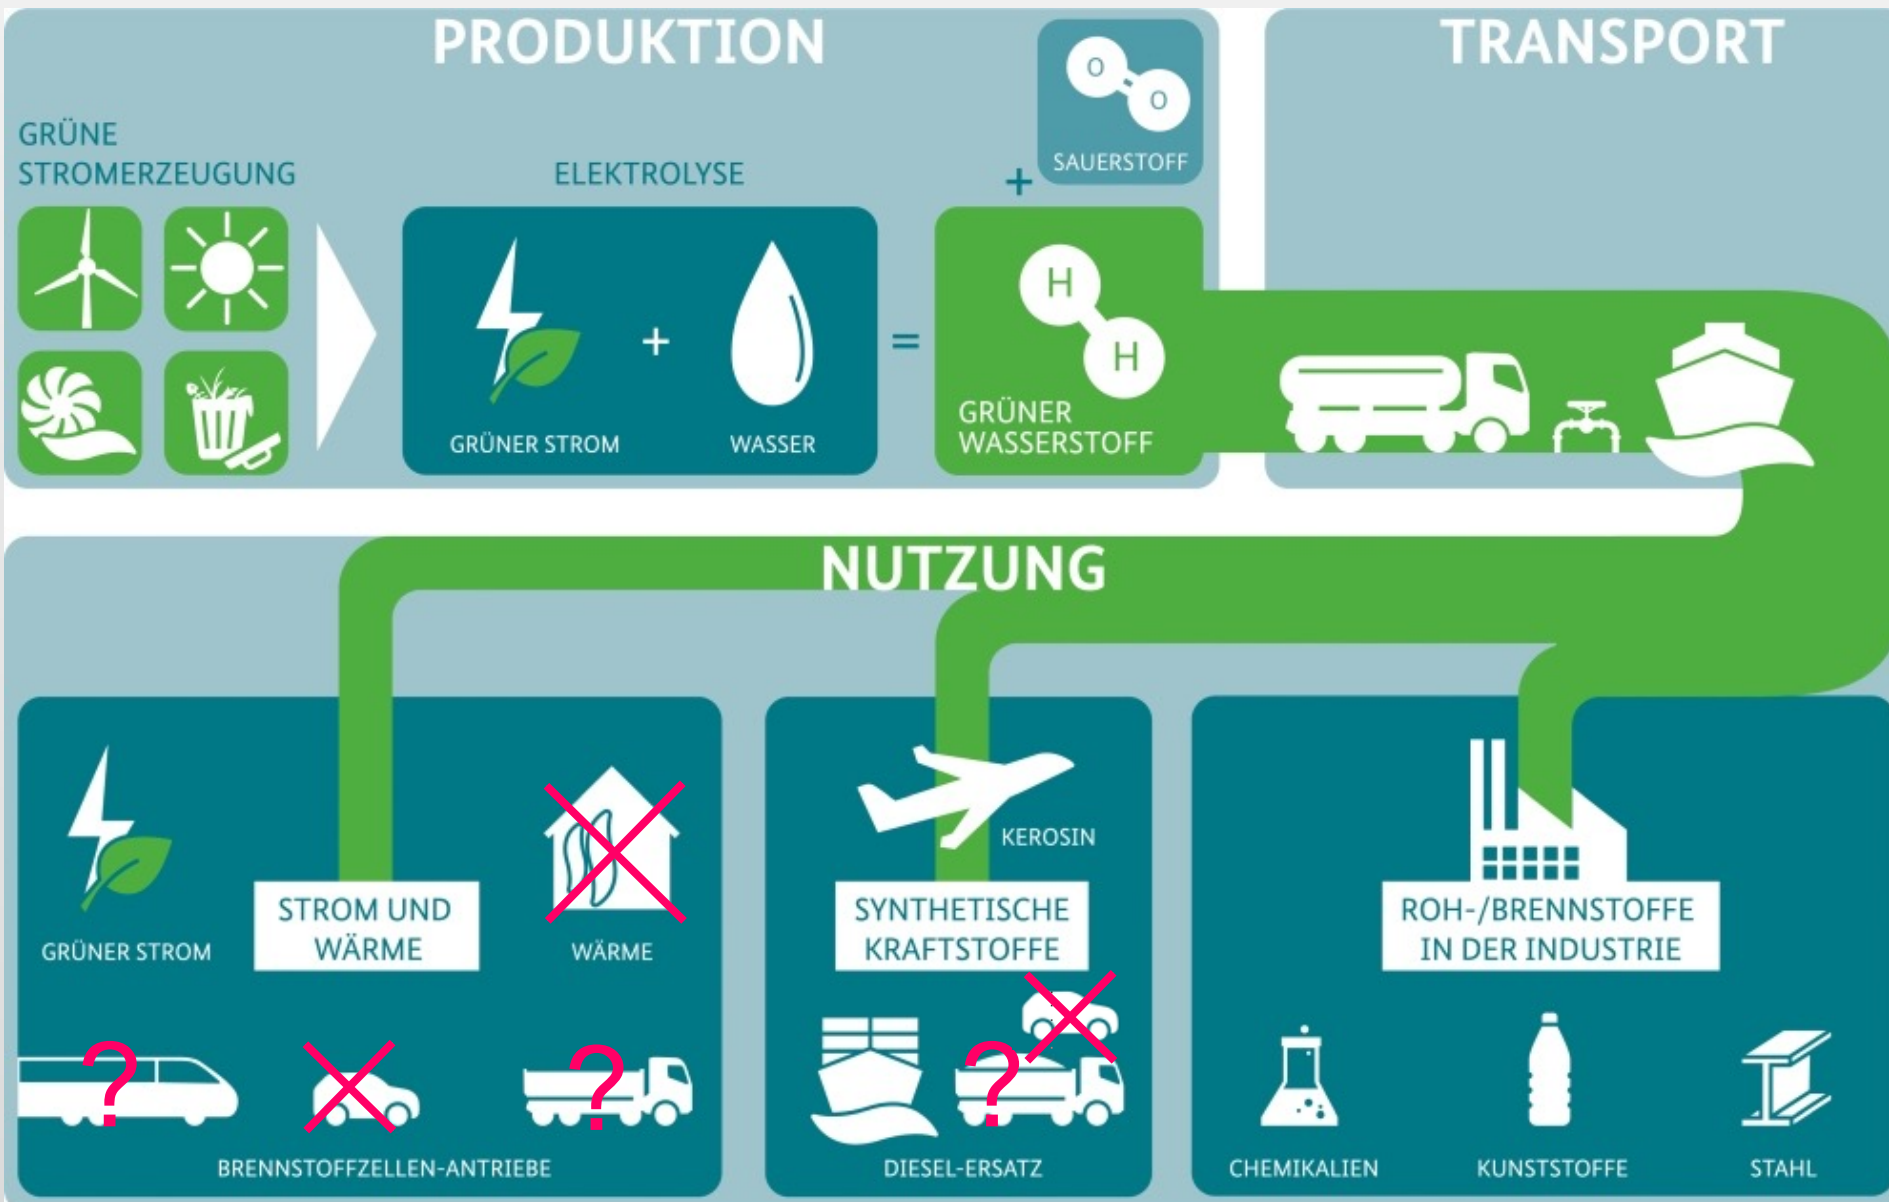 PRODUKTION
TRANSPORT
GRÜNE
STROMERZEUGUNG
ELEKTROLYSE
+
O
O
SAUERSTOFF
+
=
H
H
GRÜNER STROM
WASSER
GRÜNER
WASSERSTOFF
NUTZUNG
GRÜNER STROM
STROM UND
WÄRME
WÄRME
?
?
BRENNSTOFFZELLEN-ANTRIEBE
KEROSIN
SYNTHETISCHE
KRAFTSTOFFE
?
DIESEL-ERSATZ
ROH-/BRENNSTOFFE
IN DER INDUSTRIE
CHEMIKALIEN
KUNSTSTOFFE
STAHL